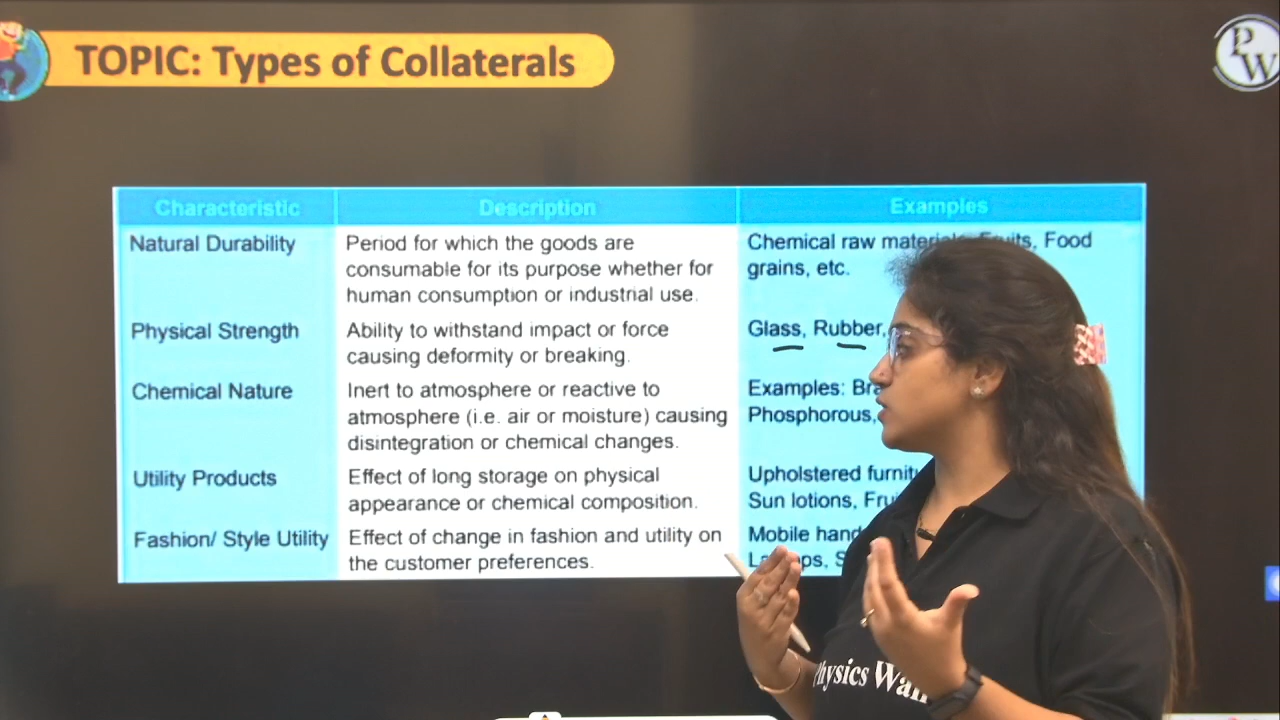 TOPIC: Types of Collaterals
PW
Characteristic Description Examples
Natural Durability
Period for which the goods are
consumable for its purpose whether for
human consumption or industrial use.
Chemical raw materials, Fruits, Food
grains, etc.
Physical Strength
Ability to withstand impact or force
causing deformity or breaking.
Glass, Rubber,
Chemical Nature
Inert to atmosphere or reactive to
atmosphere (i.e. air or moisture) causing
disintegration or chemical changes.
Examples:
Phosphorous,
Utility Products
Effect of long storage on physical
appearance or chemical composition.
Upholstered
Sun lotions,
Fashion/ Style Utility
Effect of change in fashion and utility on
the customer preferences.
Mobile
Physics